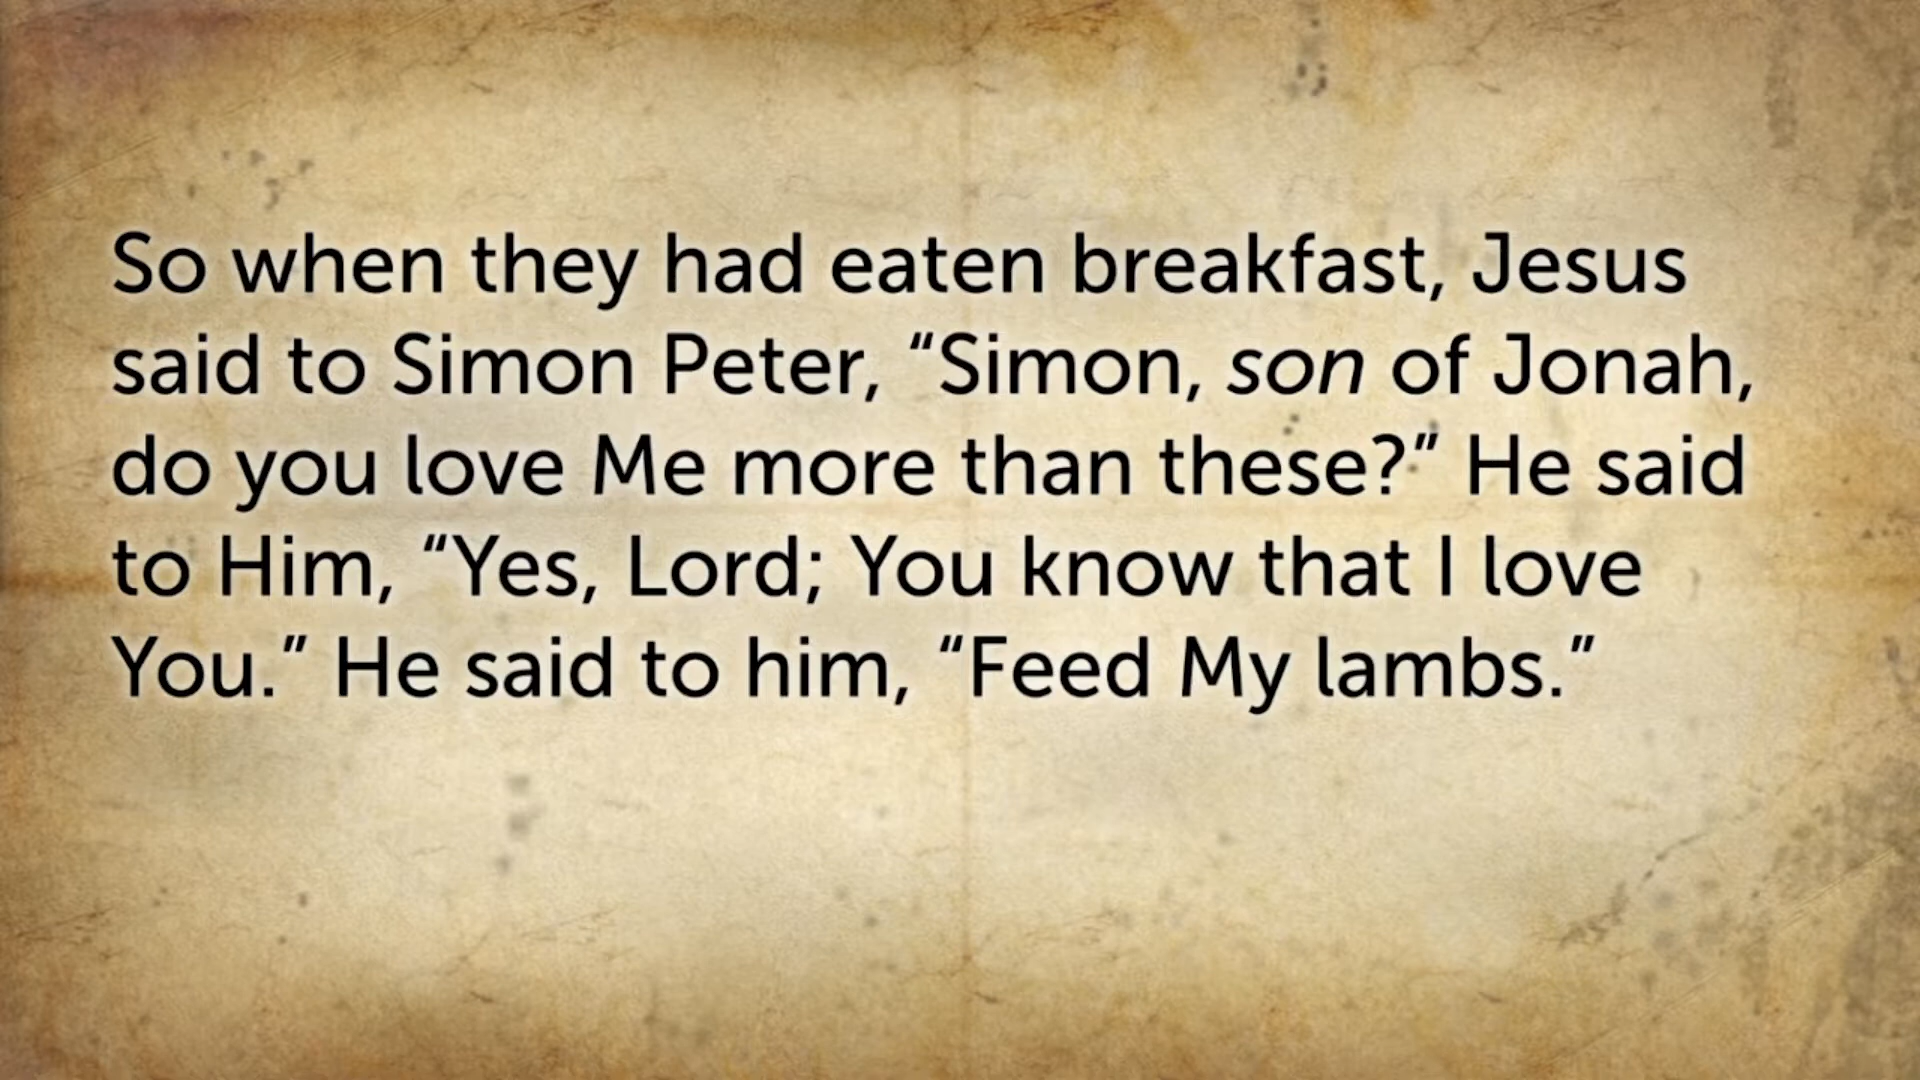 So when they had eaten breakfast, Jesus
said to Simon Peter, “Simon, son of Jonah,
do you love Me more than these?” He said
to Him, “Yes, Lord; You know that I love
You.” He said to him, “Feed My lambs.”